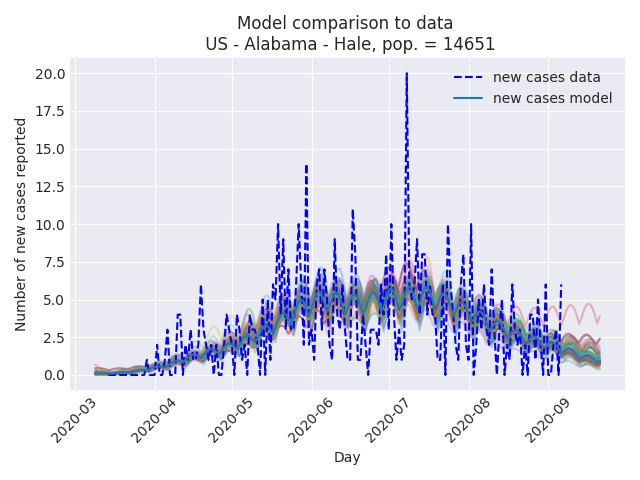 Model comparison to data
US - Alabama - Hale, pop. = 14651
20.0
17.5
15.0
12.5
10.0
7.5
5.0
2.5
0.0
Number of new cases reported
new cases data
new cases model
2020-03
2020-04
2020-05
2020-06
2020-07
2020-08
2020-09
Day